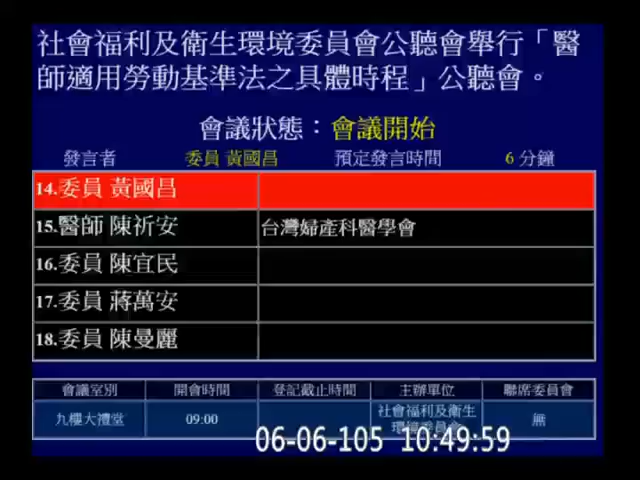 社會福利及衛生環境委員會公聽會舉行「醫
師適用勞動基準法之具體時程」公聽會。
會議狀態：會議開始
發言者 委員 黃國昌 預定發言時間 6 分鐘
14.委員 黃國昌
15.醫師 陳祈安 台灣婦產科醫學會
16.委員 陳宜民
17.委員 蔣萬安
18.委員 陳曼麗
會議室別 開會時間 登記截止時間 主辦單位 聯席委員會
九樓大禮堂 09:00 社會福利及衛生 無
環境委員會
06-06-105 10:49:59